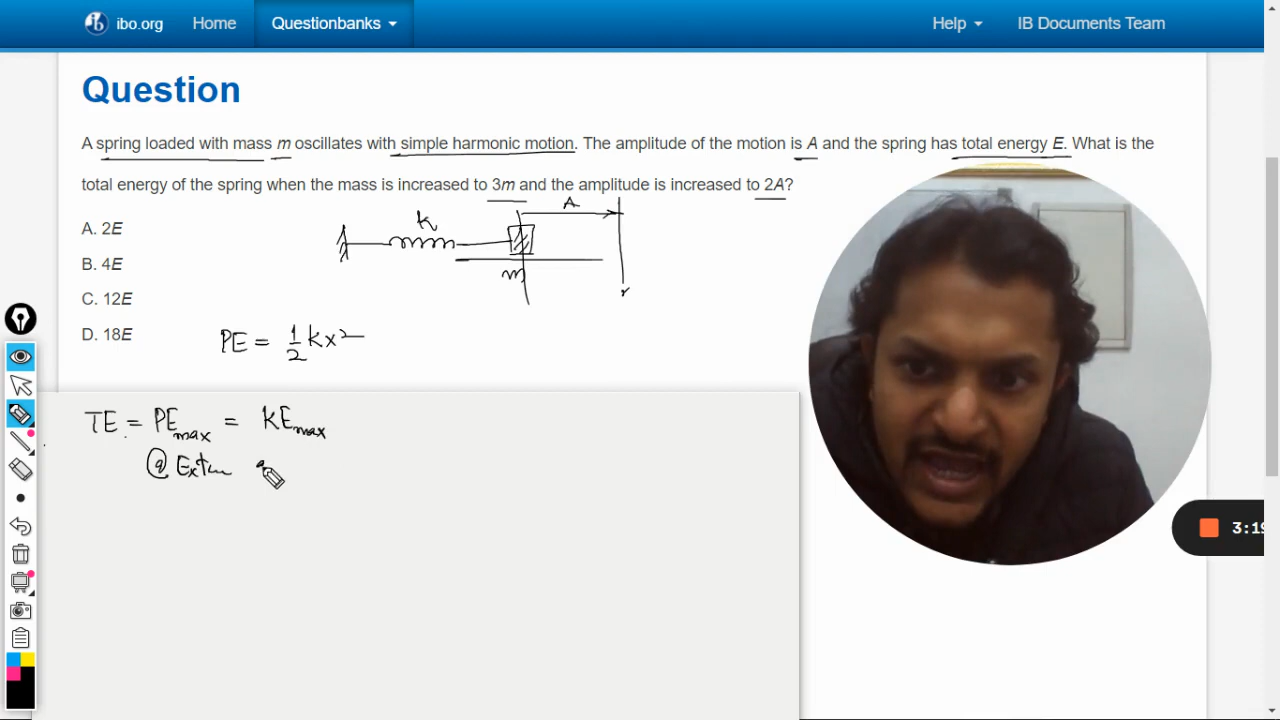 ibo.org Home Questionbanks Help IB Documents Team
Question
A spring loaded with mass m oscillates with simple harmonic motion. The amplitude of the motion is A and the spring has total energy E. What is the
total energy of the spring when the mass is increased to 3m and the amplitude is increased to 2A?
A. 2E
B. 4E
C. 12E
D. 18E
k
A
m
PE = 1/2 kx²
TE = PEmax = KEmax
@
3:19